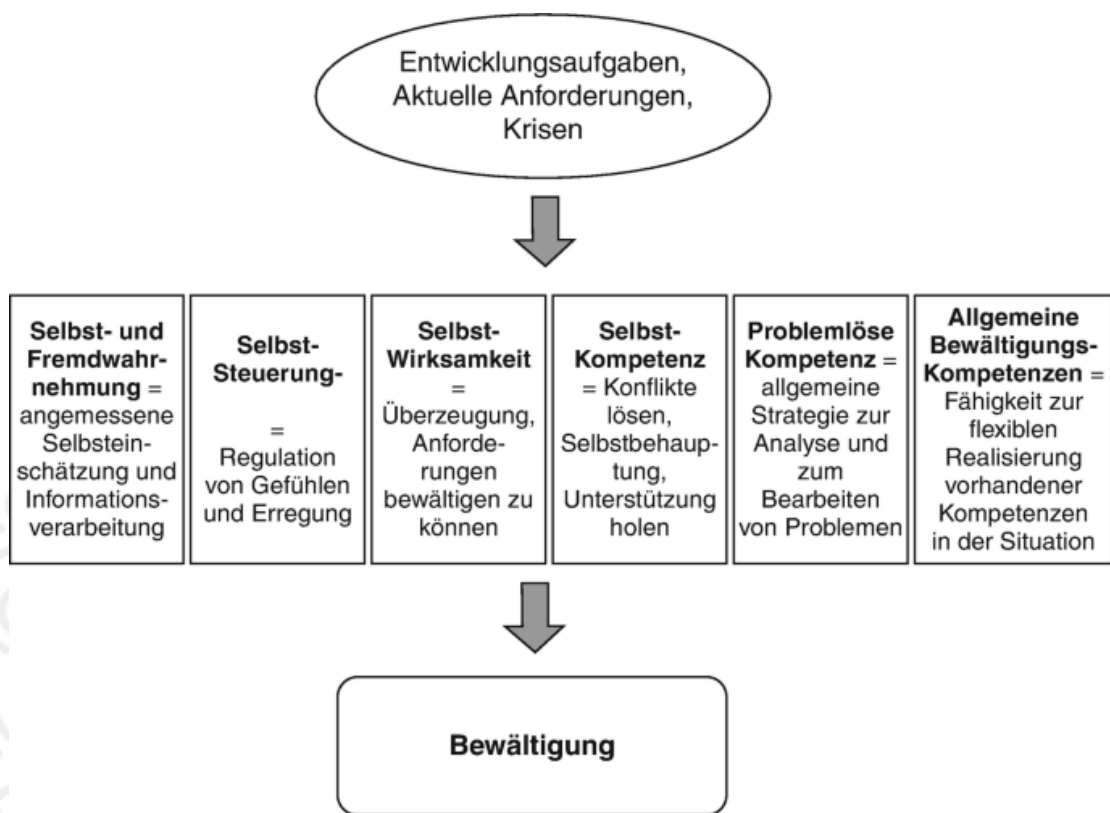 Entwicklungsaufgaben,
Aktuelle Anforderungen,
Krisen
Selbst- und
Fremdwahr-
nehmung =
angemessene
Selbstein-
schätzung und
Informations-
verarbeitung
Selbst-
Steuerung-
=
Regulation
von Gefühlen
und Erregung
Selbst-
Wirksamkeit
=
Überzeugung,
Anforde-
rungen
bewältigen zu
können
Selbst-
Kompetenz
= Konflikte
lösen,
Selbstbehaup-
tung,
Unterstützung
holen
Problemlöse
Kompetenz =
allgemeine
Strategie zur
Analyse und
zum
Bearbeiten
von Problemen
Allgemeine
Bewältigungs-
Kompetenzen =
Fähigkeit zur
flexiblen
Realisierung
vorhandener
Kompetenzen
in der Situation
Bewältigung